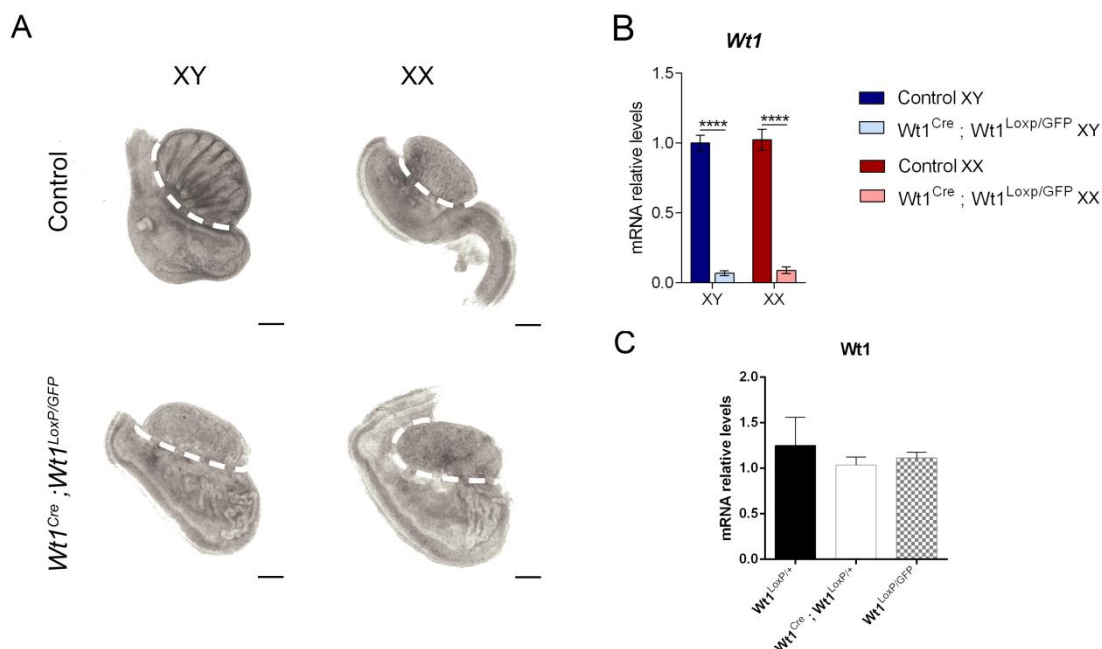 A
XY
XX
Control
Wt1Cre ;Wt1LoxP/GFP
B
Wt1
mRNA relative levels
1.5
1.0
0.5
0.0
****
****
XY
XX
Control XY
Wt1Cre ; Wt1Loxp/GFP XY
Control XX
Wt1Cre ; Wt1Loxp/GFP XX
C
Wt1
mRNA relative levels
2.0
1.5
1.0
0.5
0.0
Wt1LoxP/+
Wt1Cre ; Wt1LoxP/+
Wt1LoxP/GFP